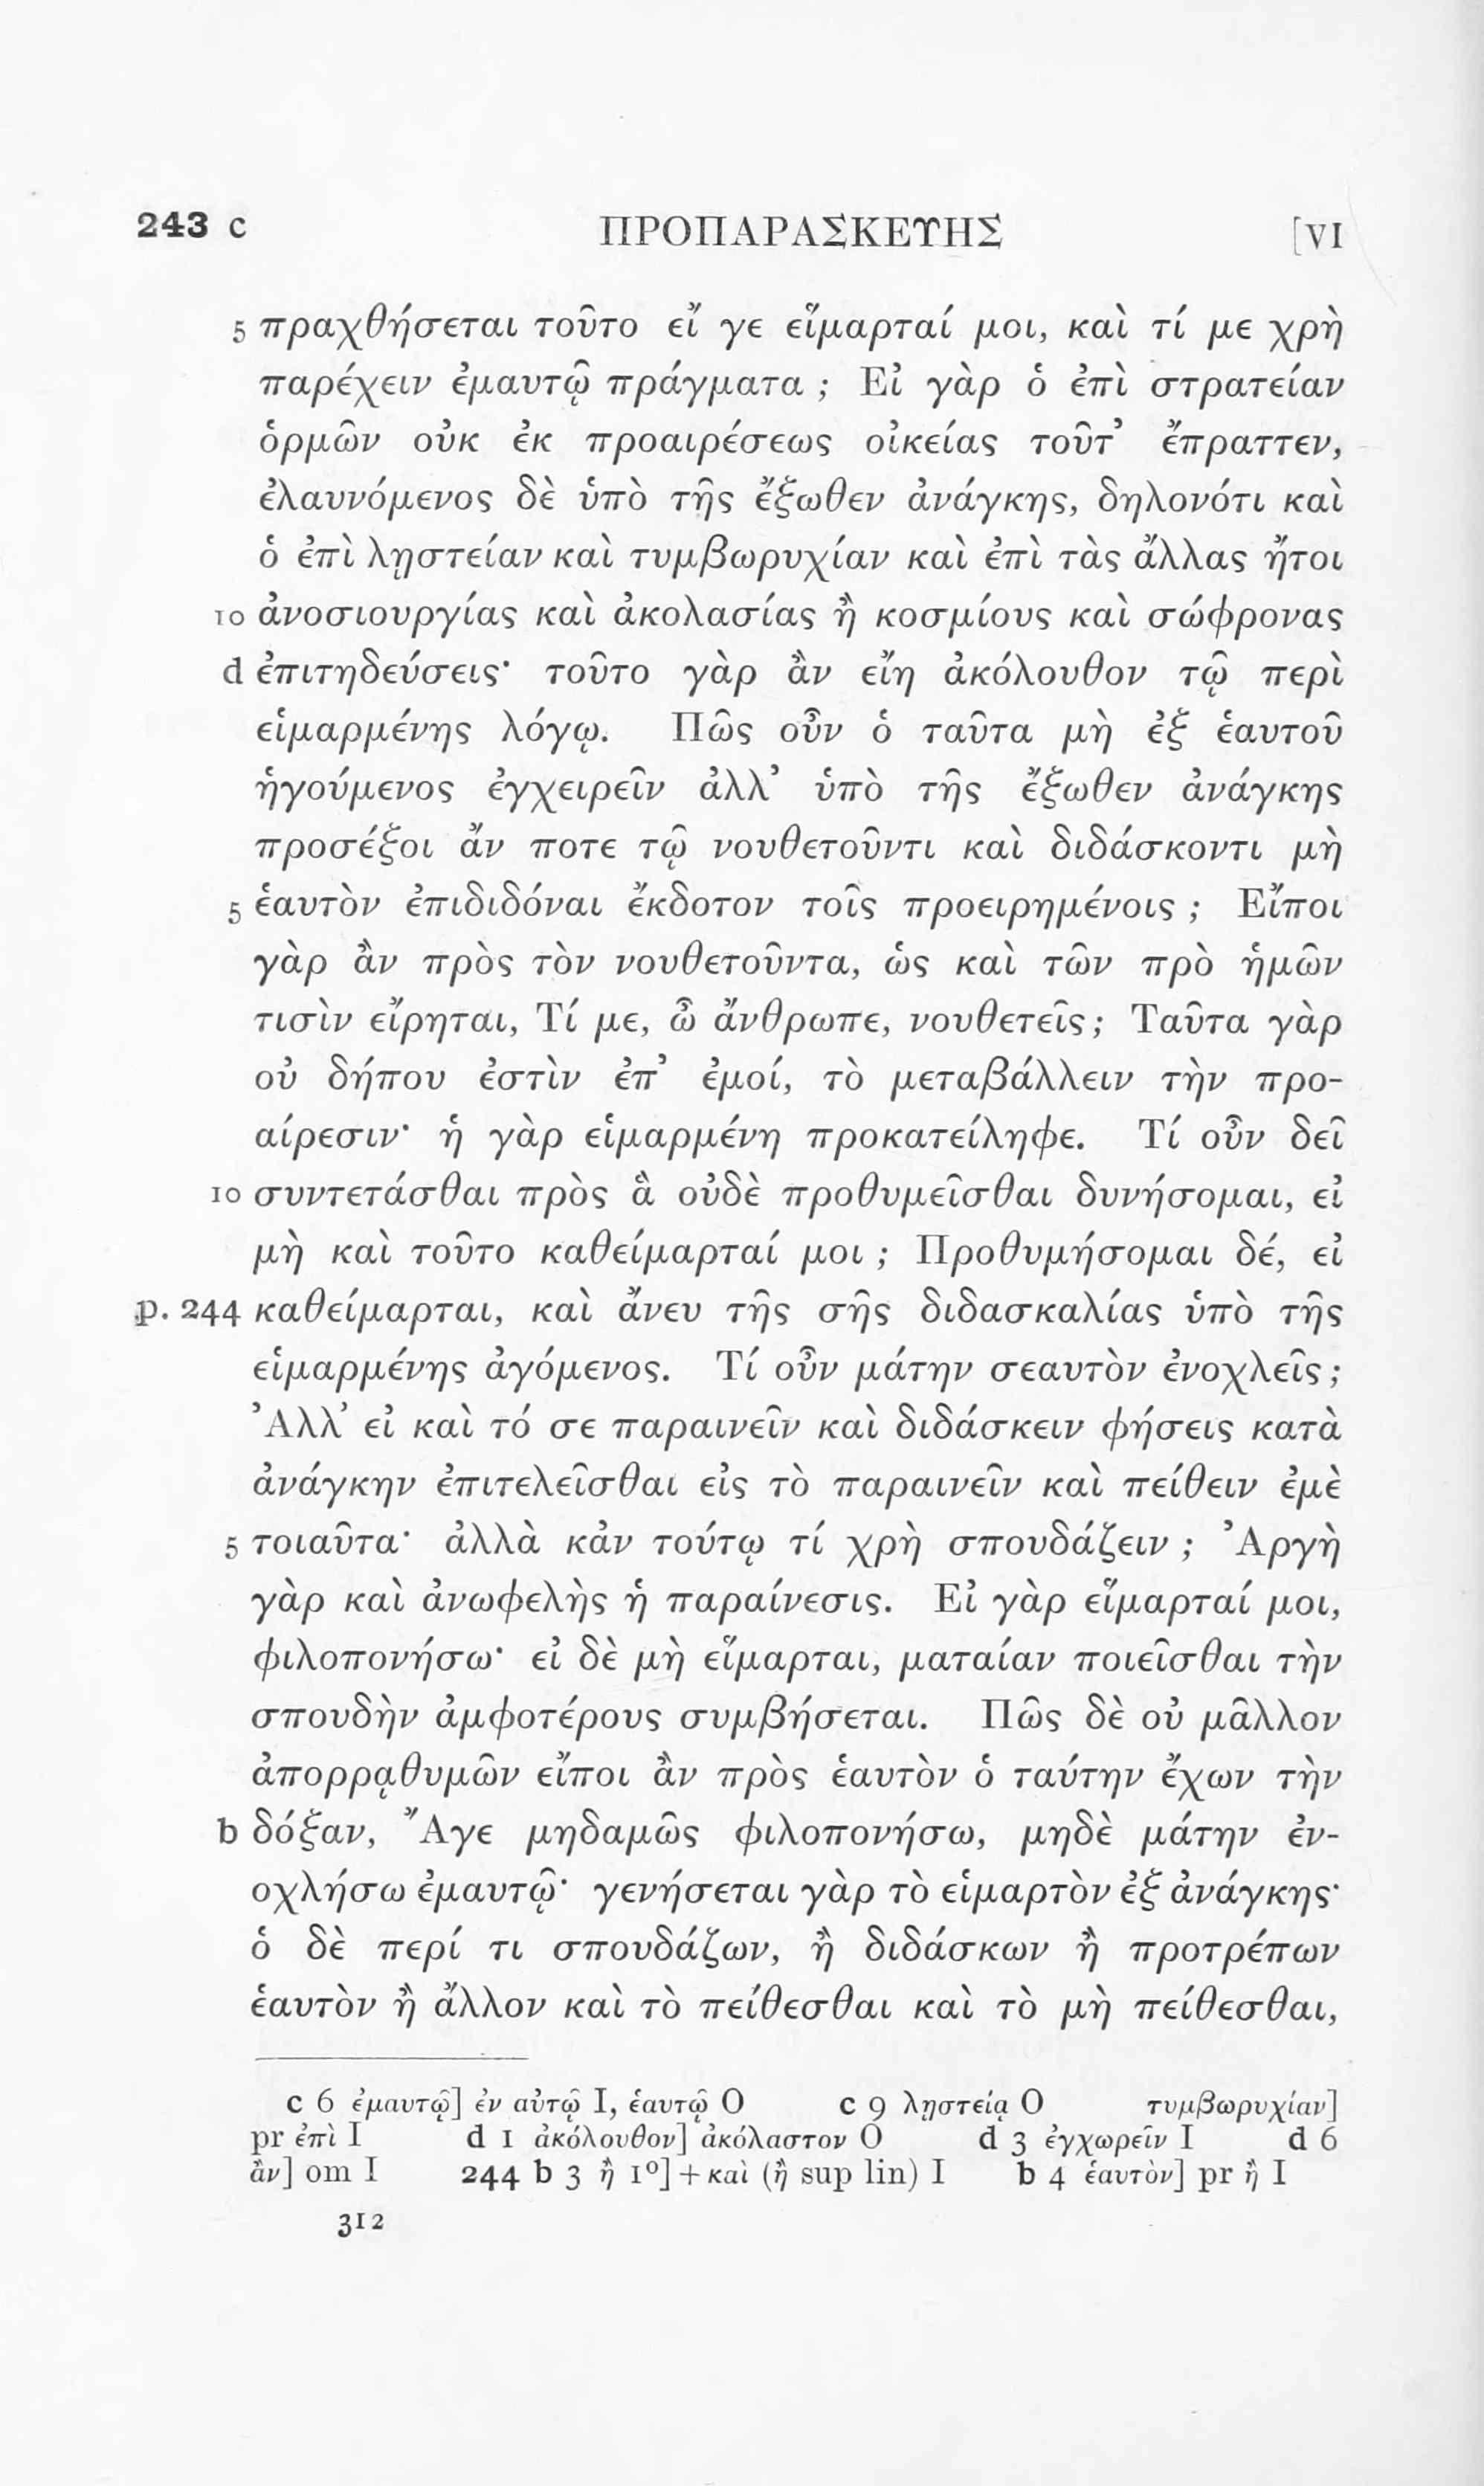 243 c ΠΡΟΠΑΡΑΣΚΕΥΗΣ [VI
5 πραχθήσεται τοῦτο εἴ γε εἵμαρταί μοι, καὶ τί με χρὴ
παρέχειν ἐμαυτῷ πράγματα ; Εἰ γὰρ ὁ ἐπὶ στρατείαν
ὁρμῶν οὐκ ἐκ προαιρέσεως οἰκείας τοῦτ’ ἔπραττεν,
ἐλαυνόμενος δὲ ὑπὸ τῆς ἔξωθεν ἀνάγκης, δηλονότι καὶ
ὁ ἐπὶ λῃστείαν καὶ τυμβωρυχίαν καὶ ἐπὶ τὰς ἄλλας ἤτοι
10 ἀνοσιουργίας καὶ ἀκολασίας ἢ κοσμίους καὶ σώφρονας
d ἐπιτηδεύσεις· τοῦτο γὰρ ἂν εἴη ἀκόλουθον τῷ περὶ
εἱμαρμένης λόγῳ. Πῶς οὖν ὁ ταῦτα μὴ ἐξ ἑαυτοῦ
ἡγούμενος ἐγχειρεῖν ἀλλ’ ὑπὸ τῆς ἔξωθεν ἀνάγκης
προσέξοι ἄν ποτε τῷ νουθετοῦντι καὶ διδάσκοντι μὴ
5 ἑαυτὸν ἐπιδιδόναι ἔκδοτον τοῖς προειρημένοις ; Εἴποι
γὰρ ἂν πρὸς τὸν νουθετοῦντα, ὡς καὶ τῶν πρὸ ἡμῶν
τισὶν εἴρηται, Τί με, ὦ ἄνθρωπε, νουθετεῖς; Ταῦτα γὰρ
οὐ δήπου ἐστὶν ἐπ’ ἐμοί, τὸ μεταβάλλειν τὴν προ-
αίρεσιν· ἡ γὰρ εἱμαρμένη προκατείληφε. Τί οὖν δεῖ
10 συντετάσθαι πρὸς ἃ οὐδὲ προθυμεῖσθαι δυνήσομαι, εἰ
μὴ καὶ τοῦτο καθείμαρταί μοι ; Προθυμήσομαι δέ, εἰ
p. 244 καθείμαρται, καὶ ἄνευ τῆς σῆς διδασκαλίας ὑπὸ τῆς
εἱμαρμένης ἀγόμενος. Τί οὖν μάτην σεαυτὸν ἐνοχλεῖς ;
Ἀλλ’ εἰ καὶ τό σε παραινεῖν καὶ διδάσκειν φήσεις κατὰ
ἀνάγκην ἐπιτελεῖσθαι εἰς τὸ παραινεῖν καὶ πείθειν ἐμὲ
5 τοιαῦτα· ἀλλὰ κἀν τούτῳ τί χρὴ σπουδάζειν ; Ἀργὴ
γὰρ καὶ ἀνωφελὴς ἡ παραίνεσις. Εἰ γὰρ εἵμαρταί μοι,
φιλοπονήσω· εἰ δὲ μὴ εἵμαρται, ματαίαν ποιεῖσθαι τὴν
σπουδὴν ἀμφοτέρους συμβήσεται. Πῶς δὲ οὐ μᾶλλον
ἀπορρᾳθυμῶν εἴποι ἂν πρὸς ἑαυτὸν ὁ ταύτην ἔχων τὴν
b δόξαν, Ἄγε μηδαμῶς φιλοπονήσω, μηδὲ μάτην ἐν-
οχλήσω ἐμαυτῷ· γενήσεται γὰρ τὸ εἱμαρτὸν ἐξ ἀνάγκης·
ὁ δὲ περί τι σπουδάζων, ἢ διδάσκων ἢ προτρέπων
ἑαυτὸν ἢ ἄλλον καὶ τὸ πείθεσθαι καὶ τὸ μὴ πείθεσθαι,
c 6 ἐμαυτῷ] ἐν αὐτῷ I, ἑαυτῷ O c 9 λῃστείᾳ O τυμβωρυχίαν]
pr ἐπὶ I d 1 ἀκόλουθον] ἀκόλαστον O d 3 ἐγχωρεῖν I d 6
ἂν] om I 244 b 3 ἢ 1⁰] + καὶ (ἢ sup lin) I b 4 ἑαυτὸν] pr ἢ I
312